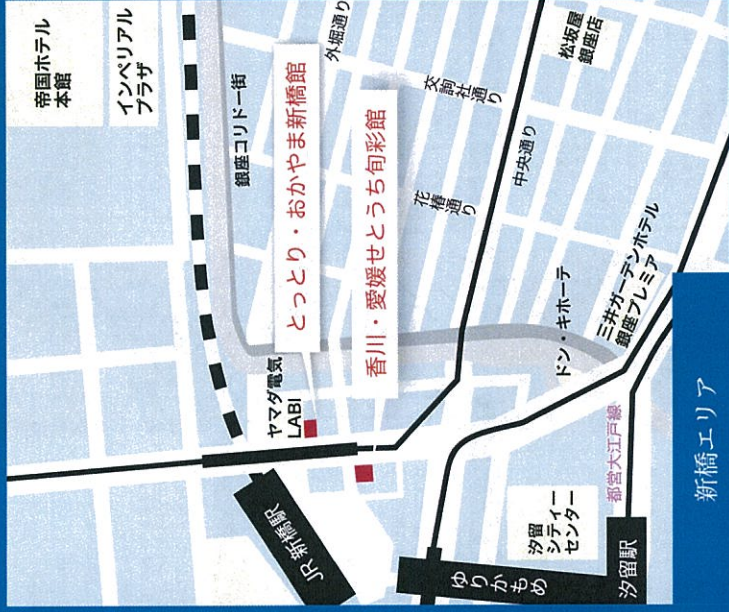 帝国ホテル
本館
インペリアル
プラザ
銀座コリドー街
外堀通り
とっとり・おかやま新橋館
交詢社通り
松坂屋
銀座店
香川・愛媛せとうち旬彩館
花椿通り
中央通り
ヤマダ電気
LABI
ドン・キホーテ
三井ガーデンホテル
銀座プレミア
JR新橋駅
都営大江戸線
汐留
シティー
センター
ゆりかもめ
汐留駅
新橋エリア